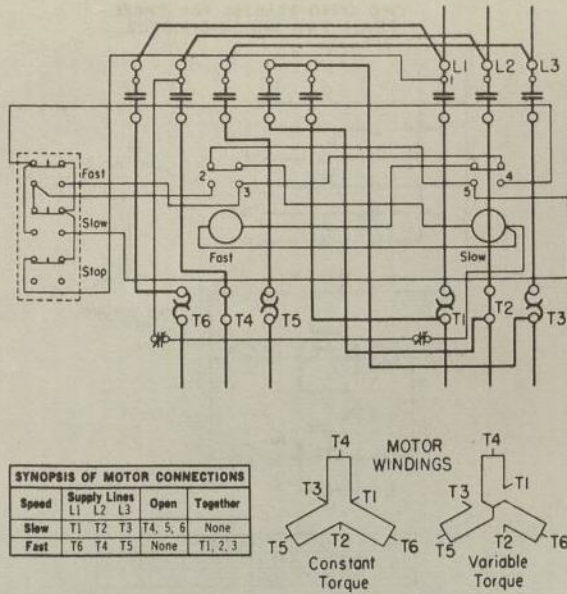 L1 L2 L3
1
Fast
2 3
4
5
Slow
Fast
Slow
Stop
T6 T4 T5
T1 T2 T3
SYNOPSIS OF MOTOR CONNECTIONS
Speed Supply Lines Open Together
L1 L2 L3
Slow T1 T2 T3 T4, 5, 6 None
Fast T6 T4 T5 None T1, 2, 3
MOTOR
WINDINGS
T4
T3 T1
T2
T5 T6
Constant
Torque
T4
T1
T3
T2
T5 T6
Variable
Torque